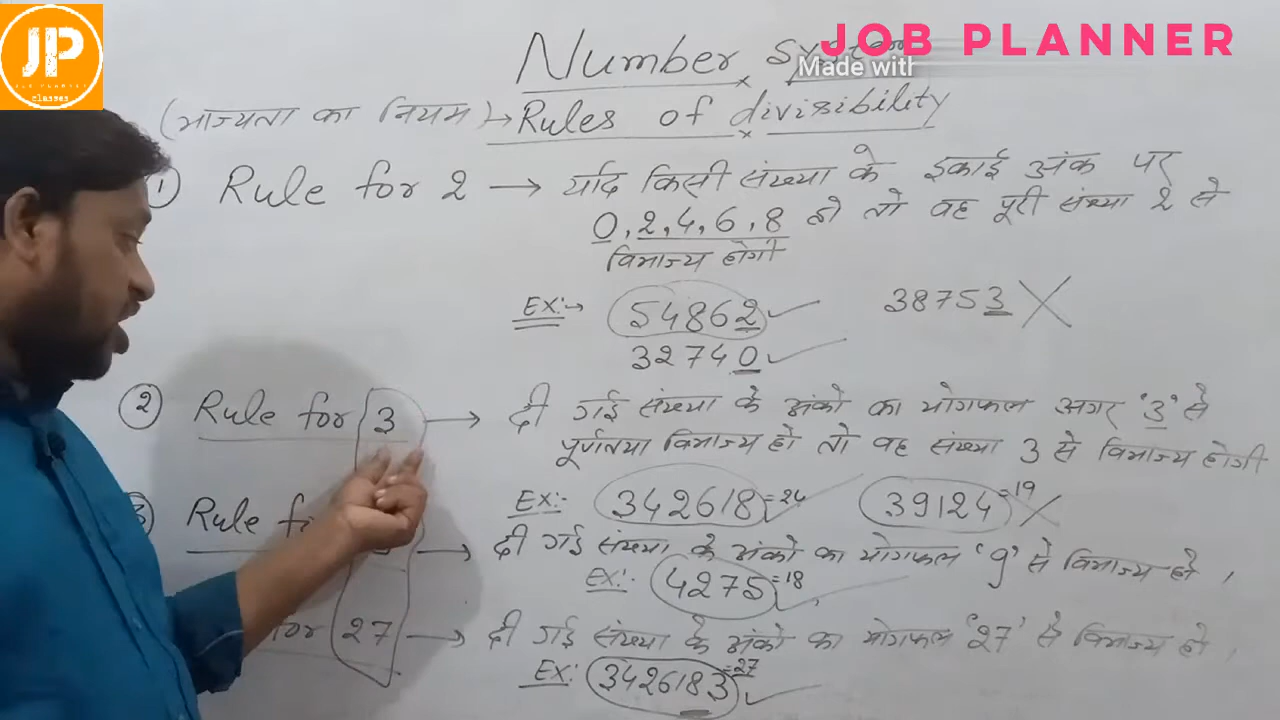 JP
classes
JOB PLANNER
Made with
Number
(भाज्यता का नियम) → Rules of divisibility
① Rule for 2 → यदि किसी संख्या के इकाई अंक पर
0, 2, 4, 6, 8 हो तो वह पूरी संख्या 2 से
विभाज्य होगी
EX:→ 54862 ✓ 38753 ✗
32740 ✓
② Rule for 3 → दी गई संख्या के अंको का योगफल अगर '3' से
पूर्णतया विभाज्य हो तो वह संख्या 3 से विभाज्य होगी
EX:- 342618 = 24 ✓ 39124 = 19 ✗
Rule → दी गई संख्या के अंको का योगफल '9' से विभाज्य हो,
EX:- 4275 = 18 ✓
for 27 → दी गई संख्या के अंको का योगफल '27' से विभाज्य हो,
EX: 3426183 = 27 ✓